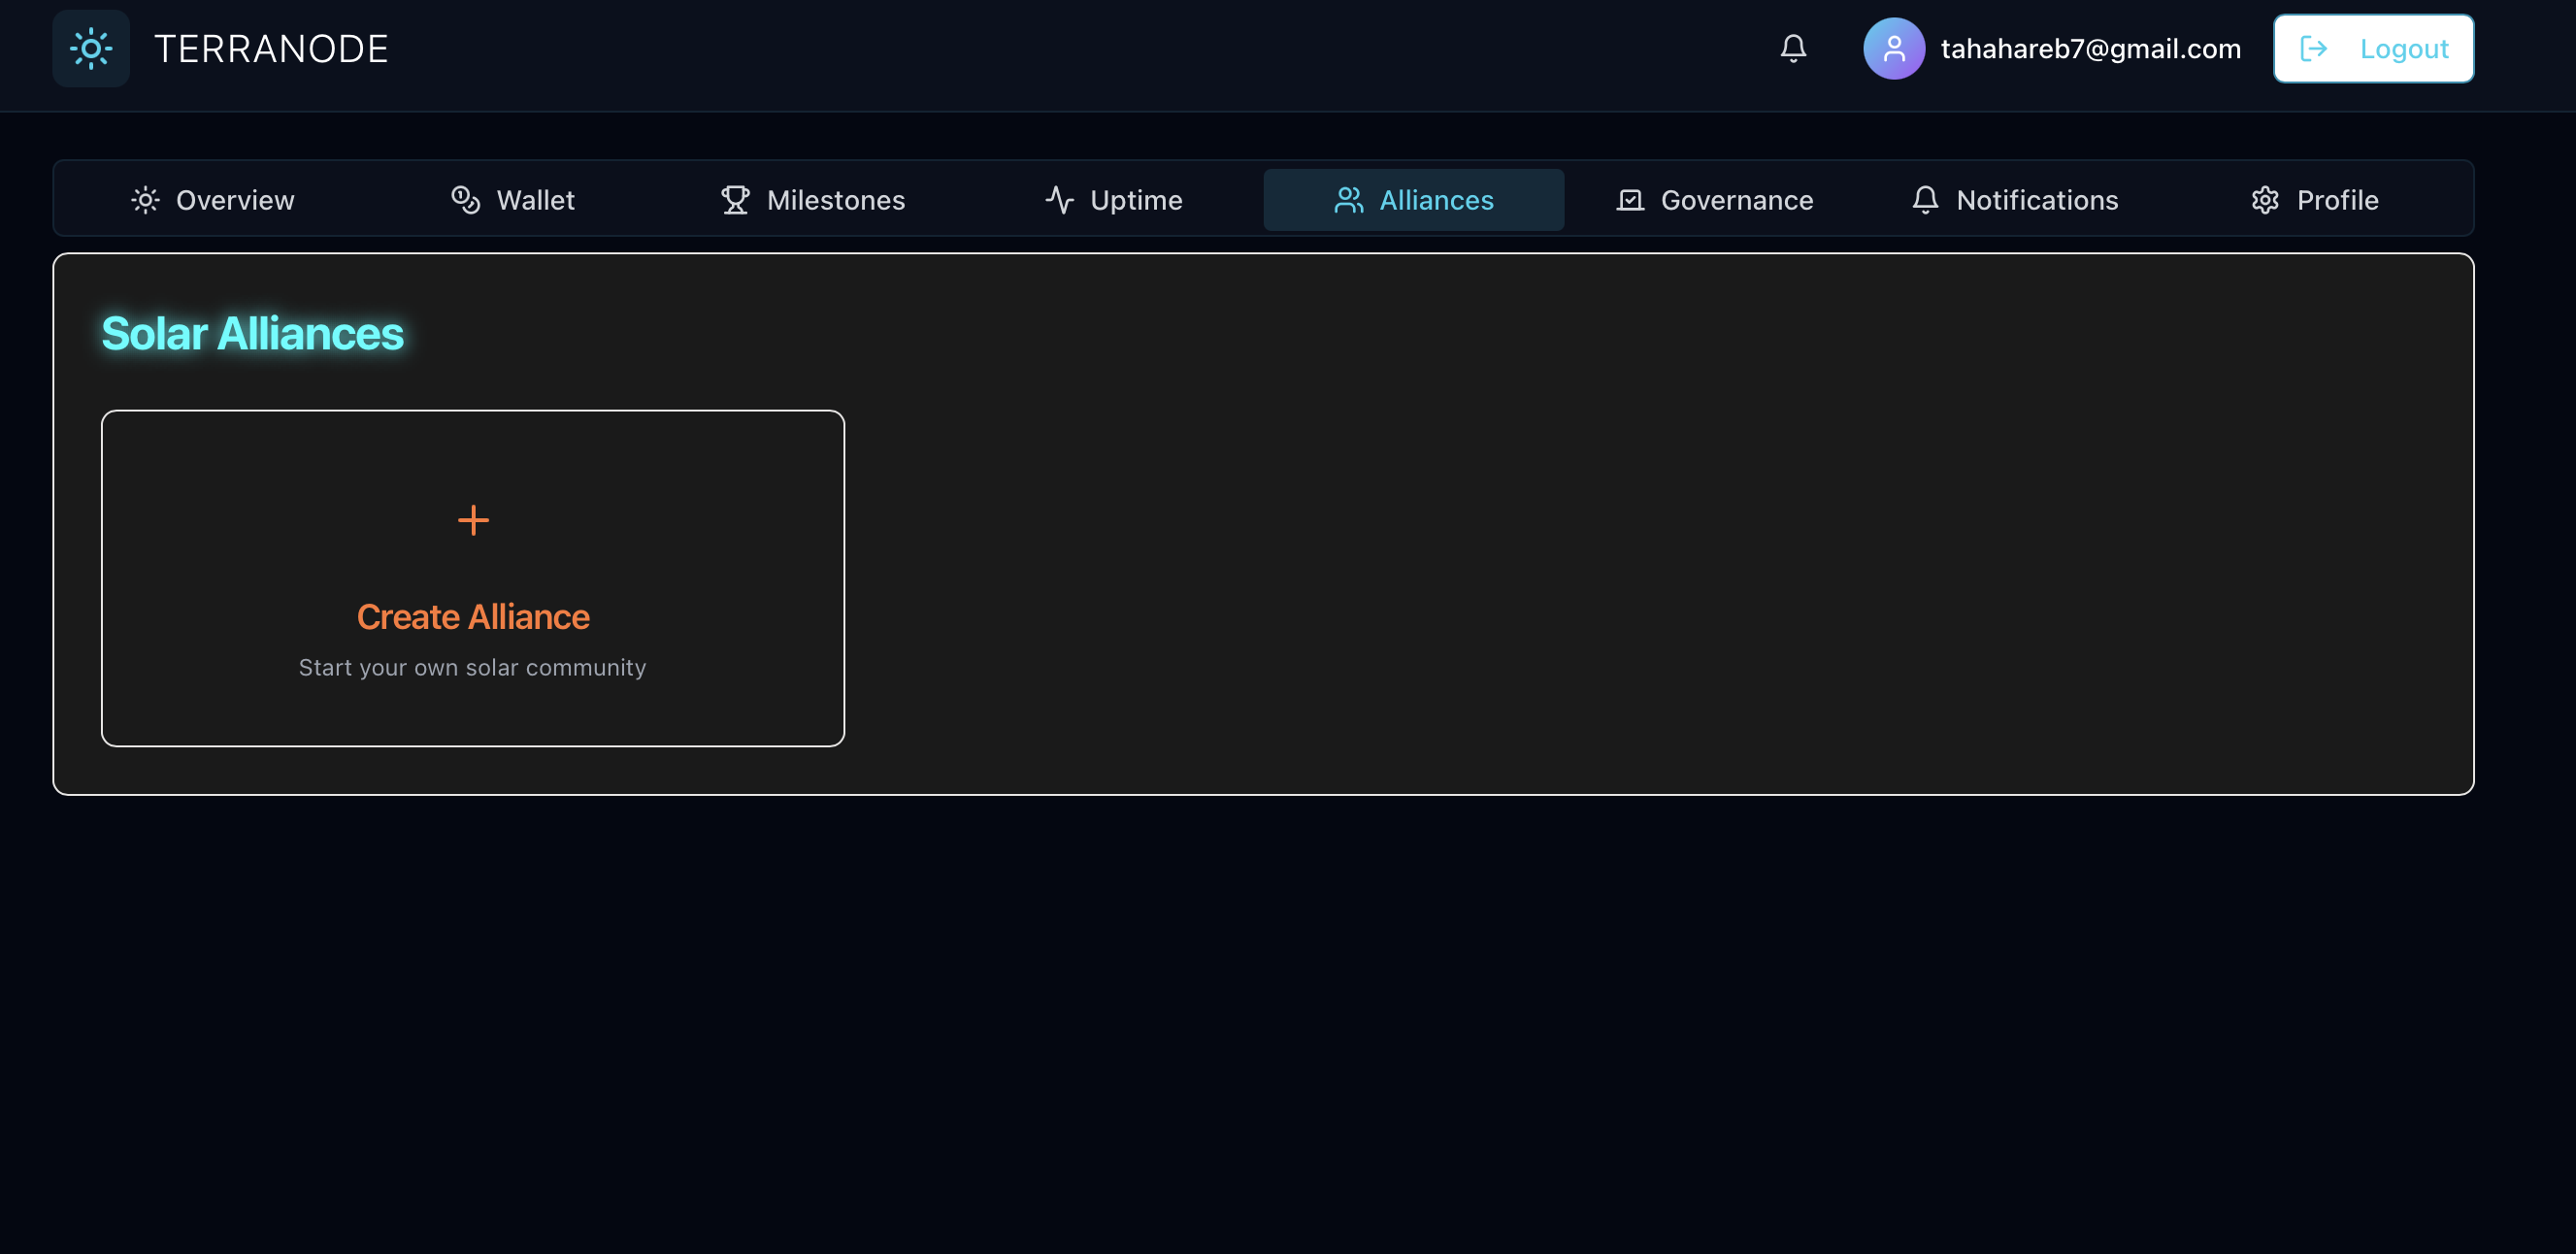 TERRANODE
tahahareb7@gmail.com
Logout
Overview
Wallet
Milestones
Uptime
Alliances
Governance
Notifications
Profile
Solar Alliances
Create Alliance
Start your own solar community